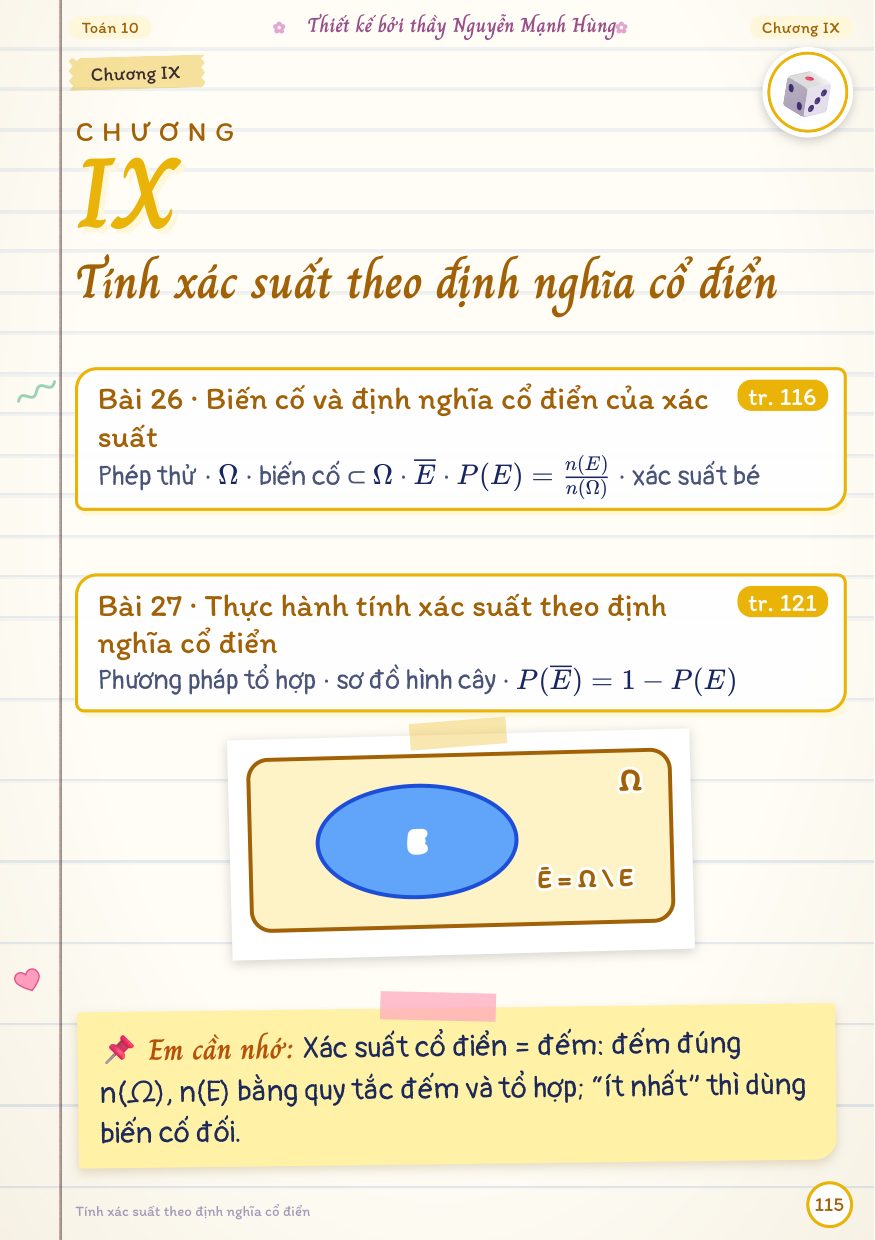 Toán 10
Thiết kế bởi thầy Nguyễn Mạnh Hùng
Chương IX
Chương IX
CHƯƠNG
IX
Tính xác suất theo định nghĩa cổ điển
Bài 26 · Biến cố và định nghĩa cổ điển của xác
suất
tr. 116
Phép thử · Ω · biến cố ⊂ Ω · E̅ · P(E) = n(E)/n(Ω) · xác suất bé
Bài 27 · Thực hành tính xác suất theo định
nghĩa cổ điển
tr. 121
Phương pháp tổ hợp · sơ đồ hình cây · P(E̅) = 1 − P(E)
Ω
E
Ē = Ω \ E
Em cần nhớ: Xác suất cổ điển = đếm: đếm đúng
n(Ω), n(E) bằng quy tắc đếm và tổ hợp; “ít nhất” thì dùng
biến cố đối.
Tính xác suất theo định nghĩa cổ điển
115